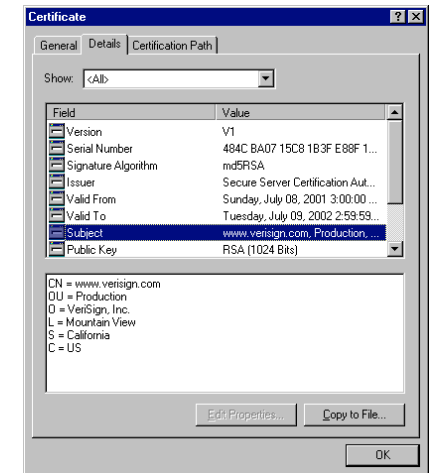 Certificate
General Details Certification Path
Show: <All>
Field Value
Version V1
Serial Number 484C BA07 15C8 1B3F E88F 1...
Signature Algorithm md5RSA
Issuer Secure Server Certification Aut...
Valid From Sunday, July 08, 2001 3:00:00 ...
Valid To Tuesday, July 09, 2002 2:59:59...
Subject www.verisign.com, Production, ...
Public Key RSA (1024 Bits)
CN = www.verisign.com
OU = Production
O = VeriSign, Inc.
L = Mountain View
S = California
C = US
Edit Properties... Copy to File...
OK